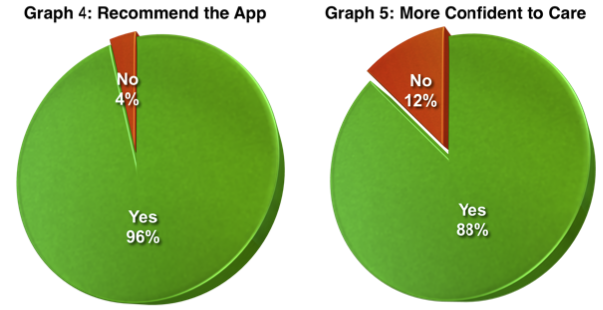 Graph 4: Recommend the App
No
4%
Yes
96%
Graph 5: More Confident to Care
No
12%
Yes
88%